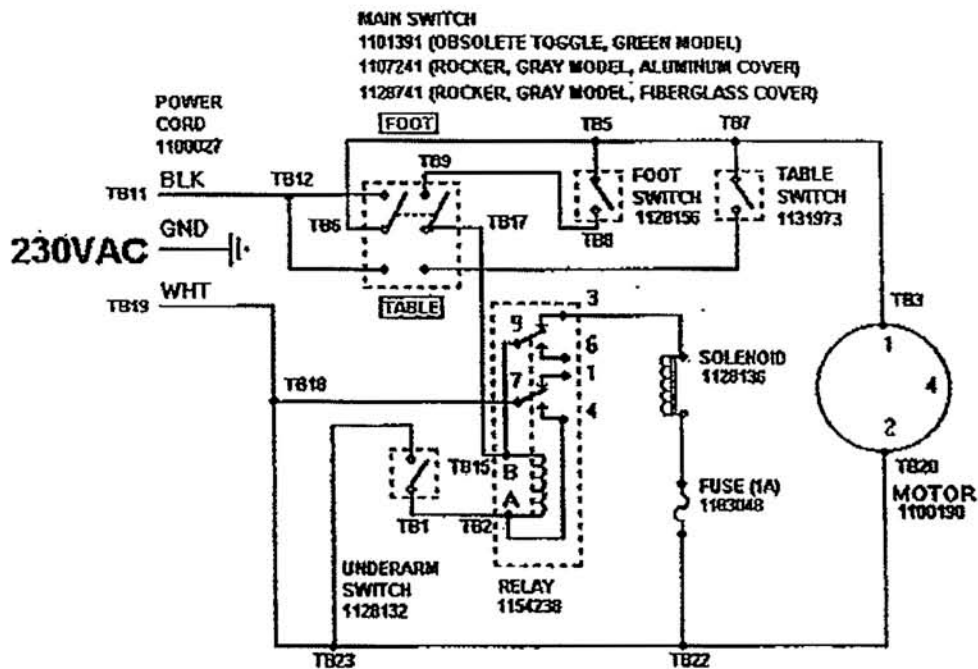 MAIN SWITCH
1101391 (OBSOLETE TOGGLE, GREEN MODEL)
1107241 (ROCKER, GRAY MODEL, ALUMINUM COVER)
1128741 (ROCKER, GRAY MODEL, FIBERGLASS COVER)
POWER
CORD
1100027
FOOT
TB5
TB7
TB9
TB11
BLK
TB12
FOOT
SWITCH
1128156
TABLE
SWITCH
1131973
TB6
TB17
TB8
GND
230VAC
WHT
TB19
TABLE
3
TB3
9
6
1
SOLENOID
1128136
1
4
TB18
7
4
2
TB15
B
A
TB20
MOTOR
1100190
FUSE (1A)
1183048
TB1
TB2
UNDERARM
SWITCH
1128132
RELAY
1154238
TB23
TB22